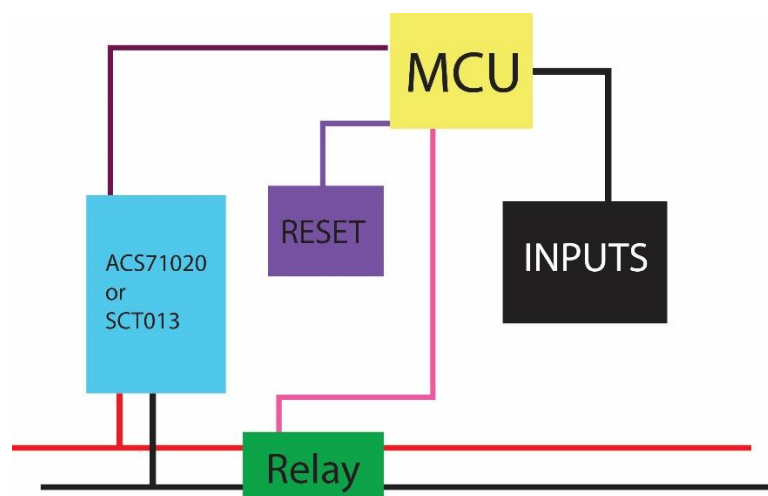 MCU
RESET
INPUTS
ACS71020
or
SCT013
Relay